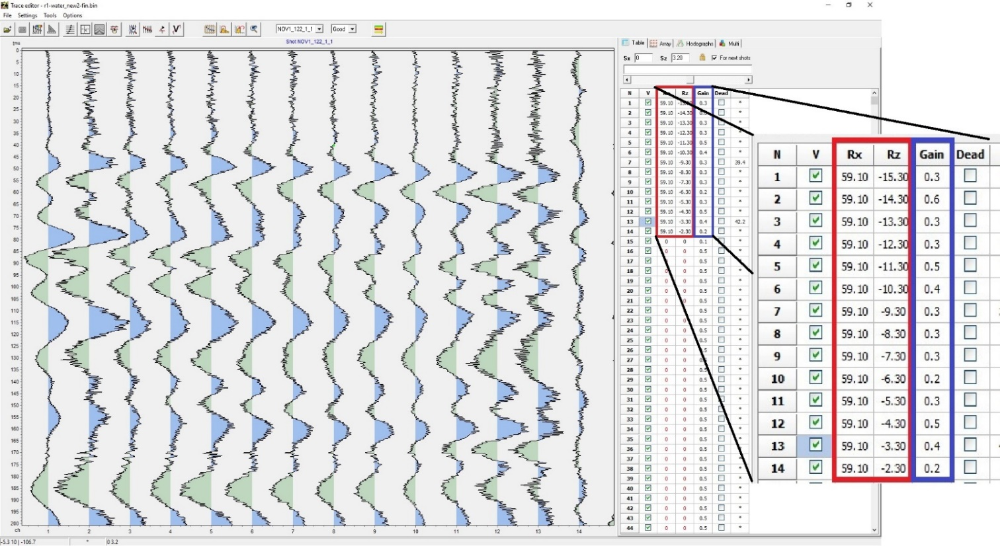 Trace editor - r1-water_new2-fin.bin
File Settings Tools Options
NOV1_122_1_1 Good
tms Shot NOV1_122_1_1
0
5
10
15
20
25
30
35
40
45
50
55
60
65
70
75
80
85
90
95
100
105
110
115
120
125
130
135
140
145
150
155
160
165
170
175
180
185
190
195
200
ch 1 2 3 4 5 6 7 8 9 10 11 12 13 14
-5.3 10 | -106.7 * 0 3.2
Table Array Hodographs Multi
Sx 0 Sz 3.20 For next shots
N V Rz Gain Dead
1 59.10 0.3 *
2 59.10 -14.30 *
3 59.10 -13.30 0.3
4 59.10 -12.30 0.3 *
5 59.10 -11.30 0.5 *
6 59.10 -10.30 0.4 *
7 59.10 -9.30 0.3 39.4
8 59.10 -8.30 0.3 *
9 59.10 -7.30 0.3 *
10 59.10 -6.30 0.2 *
11 59.10 -5.30 0.3 *
12 59.10 -4.30 0.5 *
13 59.10 -3.30 0.4 42.2
14 59.10 -2.30 0.2 *
15 0 0 0.1 *
16 0 0 0.5 *
17 0 0 0.5
18 0 0 0.5 *
19 0 0 0.5 *
20 0 0 0.5 *
21 0 0 0.5 *
22 0 0 0.5 *
23 0 0 0.5 *
24 0 0 0.5 *
25 0 0 0.5 *
26 0 0 0.5 *
27 0 0 *
28 0 0 0.5 *
29 0 0 0.5 *
30 0 0 0.5 *
31 0 0 0.5 *
32 0 0 0.5 *
33 0 0 0.5 *
34 0 0 0.5 *
35 0 0 0.5 *
36 0 0 0.5 *
37 0 0 0.5 *
38 0 0 0.5 *
39 0 0 0.5 *
40 0 0 0.5 *
41 0 0 0.5 *
42 0 0 0.5 *
43 0 0 0.5 *
44 0 0 0.5 *
N V Rx Rz Gain Dead
1 59.10 -15.30 0.3
2 59.10 -14.30 0.6
3 59.10 -13.30 0.3
4 59.10 -12.30 0.3
5 59.10 -11.30 0.5
6 59.10 -10.30 0.4
7 59.10 -9.30 0.3
8 59.10 -8.30 0.3
9 59.10 -7.30 0.3
10 59.10 -6.30 0.2
11 59.10 -5.30 0.3
12 59.10 -4.30 0.5
13 59.10 -3.30 0.4
14 59.10 -2.30 0.2